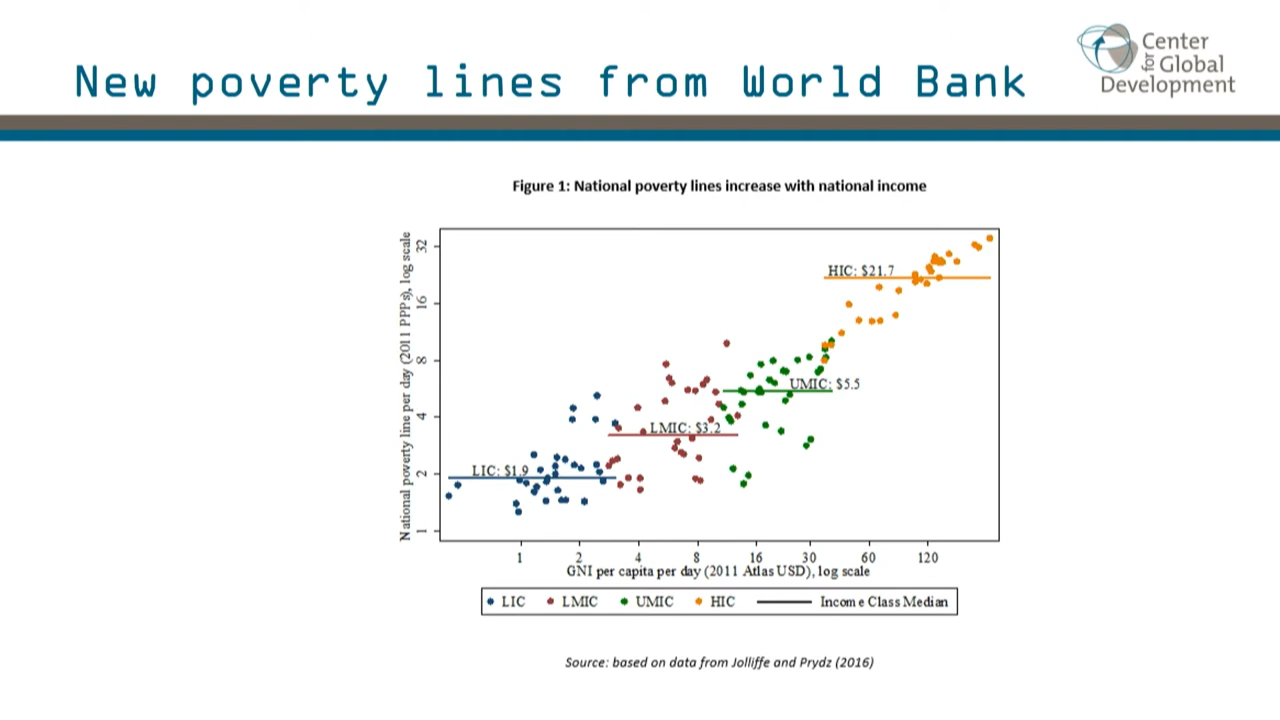 New poverty lines from World Bank
Center
for Global
Development
Figure 1: National poverty lines increase with national income
National poverty line per day (2011 PPPs), log scale
32
16
8
4
2
1
HIC: $21.7
UMIC: $5.5
LMIC: $3.2
LIC: $1.9
1 2 4 8 16 30 60 120
GNI per capita per day (2011 Atlas USD), log scale
LIC LMIC UMIC HIC Income Class Median
Source: based on data from Jolliffe and Prydz (2016)